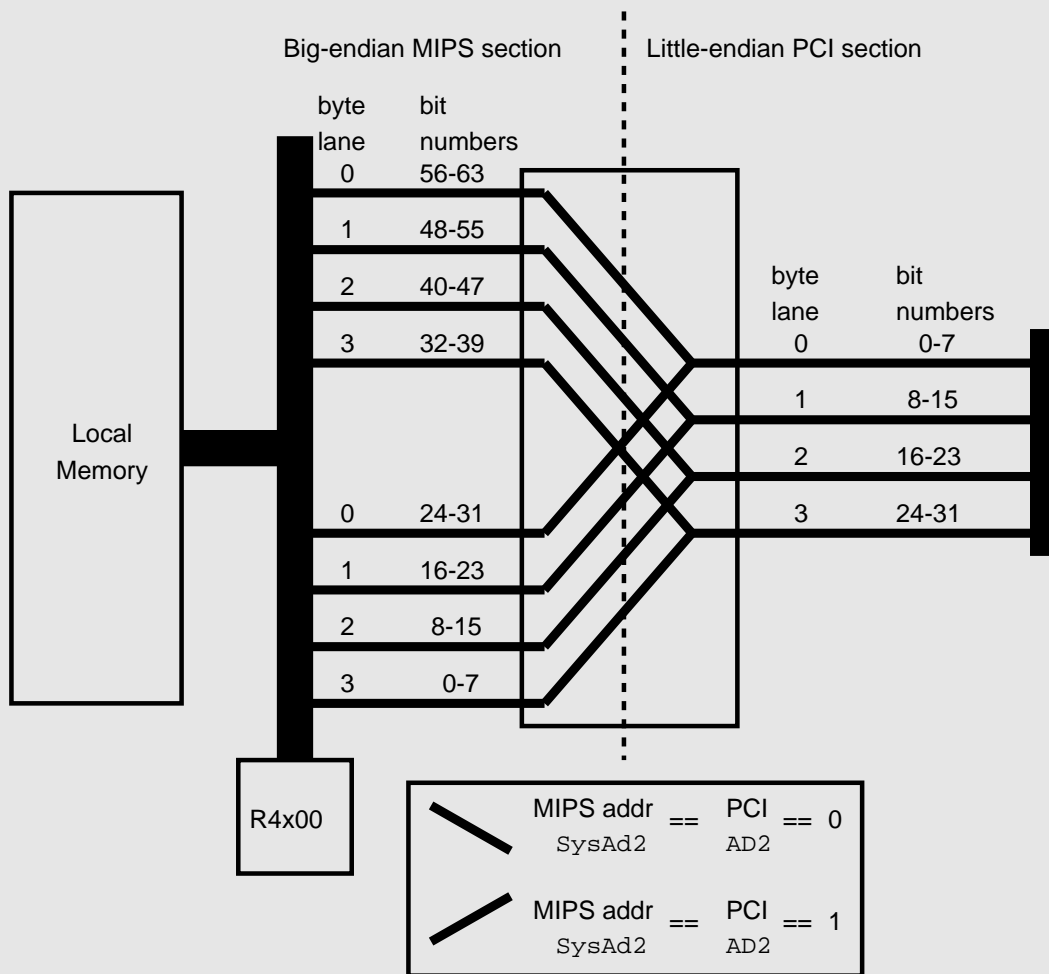 Big-endian MIPS section
Little-endian PCI section
byte lane
bit numbers
0 56-63
1 48-55
2 40-47
3 32-39
0 24-31
1 16-23
2 8-15
3 0-7
byte lane
bit numbers
0 0-7
1 8-15
2 16-23
3 24-31
Local
Memory
R4x00
MIPS addr PCI
SysAd2 == AD2 == 0
MIPS addr PCI
SysAd2 == AD2 == 1